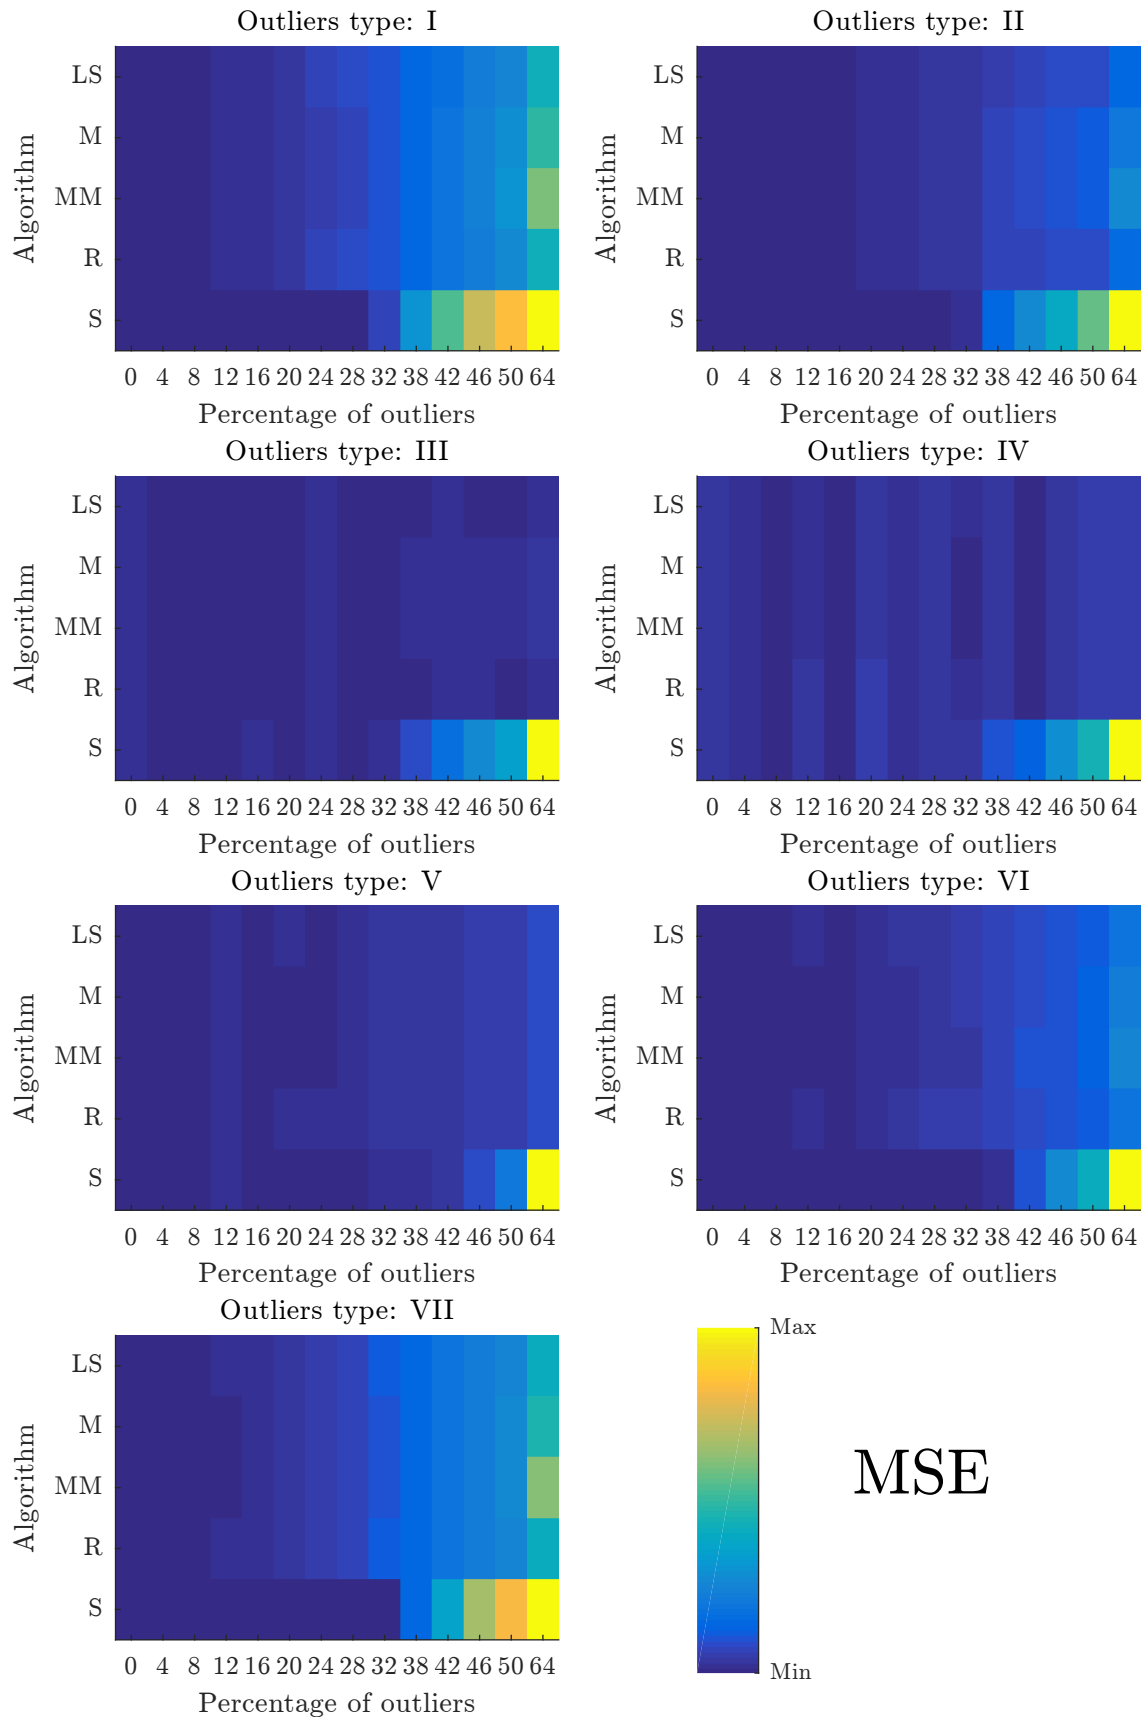 Outliers type: I
Algorithm
LS
M
MM
R
S
0 4 8 12 16 20 24 28 32 38 42 46 50 64
Percentage of outliers
Outliers type: II
Algorithm
LS
M
MM
R
S
0 4 8 12 16 20 24 28 32 38 42 46 50 64
Percentage of outliers
Outliers type: III
Algorithm
LS
M
MM
R
S
0 4 8 12 16 20 24 28 32 38 42 46 50 64
Percentage of outliers
Outliers type: IV
Algorithm
LS
M
MM
R
S
0 4 8 12 16 20 24 28 32 38 42 46 50 64
Percentage of outliers
Outliers type: V
Algorithm
LS
M
MM
R
S
0 4 8 12 16 20 24 28 32 38 42 46 50 64
Percentage of outliers
Outliers type: VI
Algorithm
LS
M
MM
R
S
0 4 8 12 16 20 24 28 32 38 42 46 50 64
Percentage of outliers
Outliers type: VII
Algorithm
LS
M
MM
R
S
0 4 8 12 16 20 24 28 32 38 42 46 50 64
Percentage of outliers
Max
MSE
Min